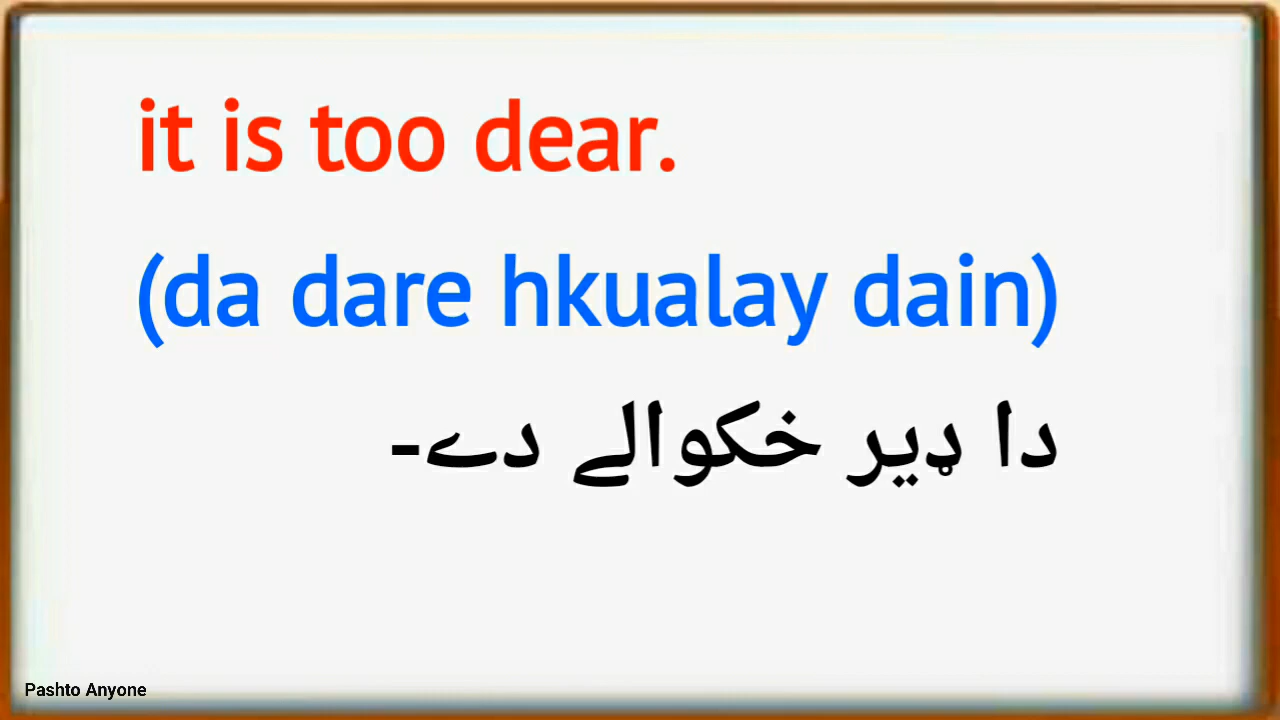 it is too dear.
(da dare hkualay dain)
دا ډیر خکوالے دے-
Pashto Anyone